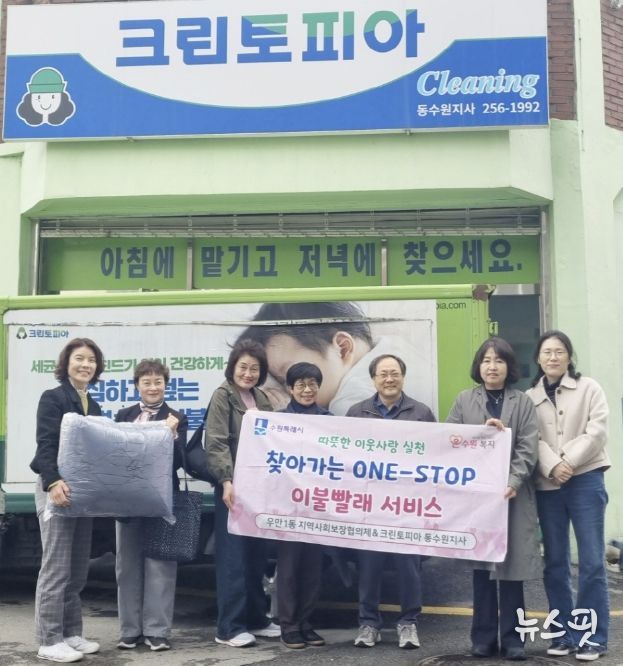 크린토피아
Cleaning
동수원지사 256-1992
아침에 맡기고 저녁에 찾으세요.
크린토피아
수원특례시
따뜻한 이웃사랑 실천
온수원 복지
찾아가는 ONE-STOP
이불빨래 서비스
우만1동 지역사회보장협의체&크린토피아 동수원지사
뉴스핏